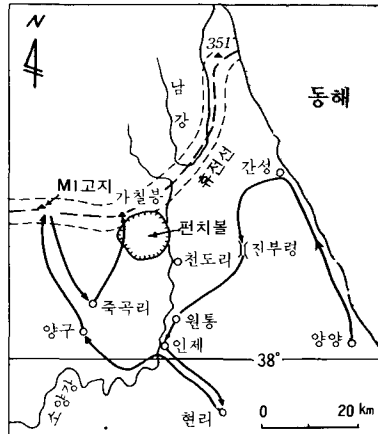 N
351
동해
남강
휴전선
간성
M1고지
가칠봉
펀치볼
진부령
천도리
죽곡리
원통
양구
인제
양양
38°
소양강
현리
0 20 km